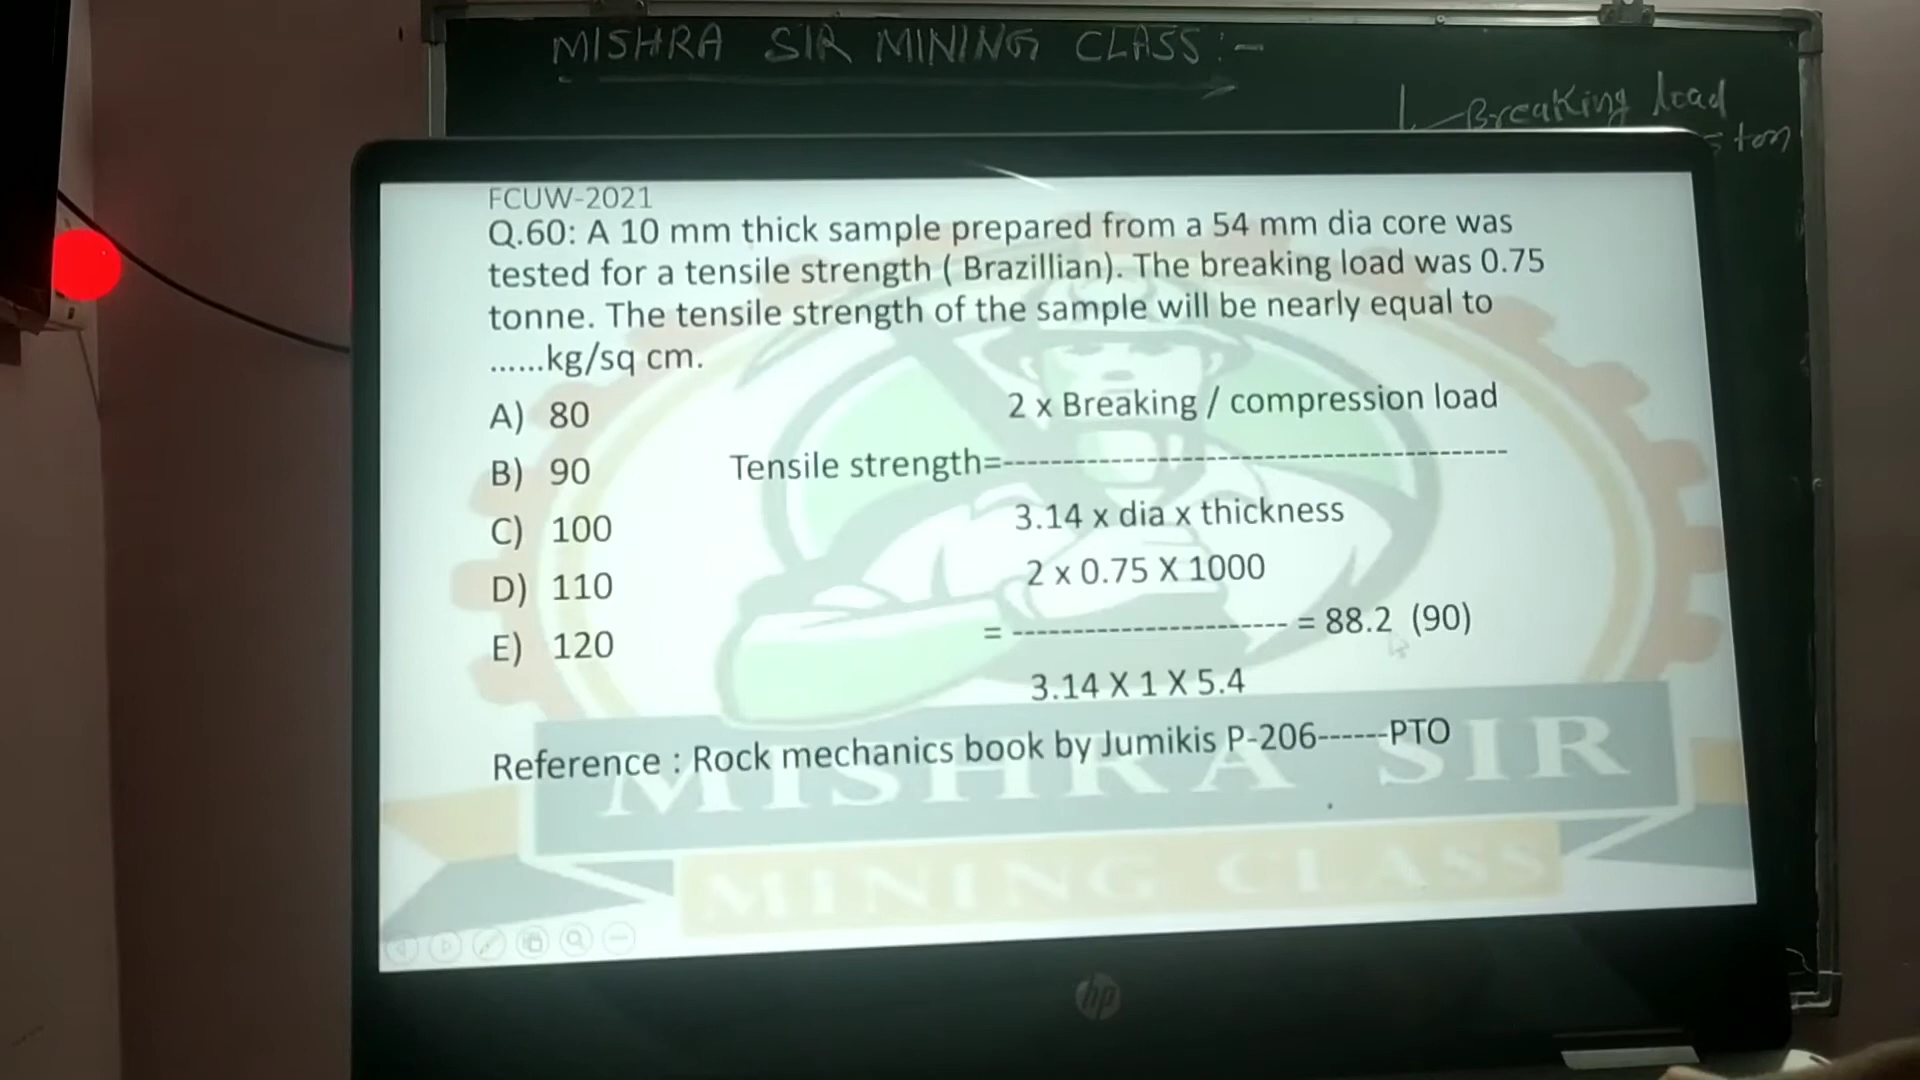 MISHRA SIR MINING CLASS :-
Breaking load
= ton
FCUW-2021
Q.60: A 10 mm thick sample prepared from a 54 mm dia core was
tested for a tensile strength ( Brazillian). The breaking load was 0.75
tonne. The tensile strength of the sample will be nearly equal to
......kg/sq cm.
A) 80
B) 90
C) 100
D) 110
E) 120
2 x Breaking / compression load
Tensile strength=------------------------------------------
3.14 x dia x thickness
2 x 0.75 X 1000
= ----------------------- = 88.2 (90)
3.14 X 1 X 5.4
Reference : Rock mechanics book by Jumikis P-206------PTO
MISHRA SIR
MINING CLASS
hp